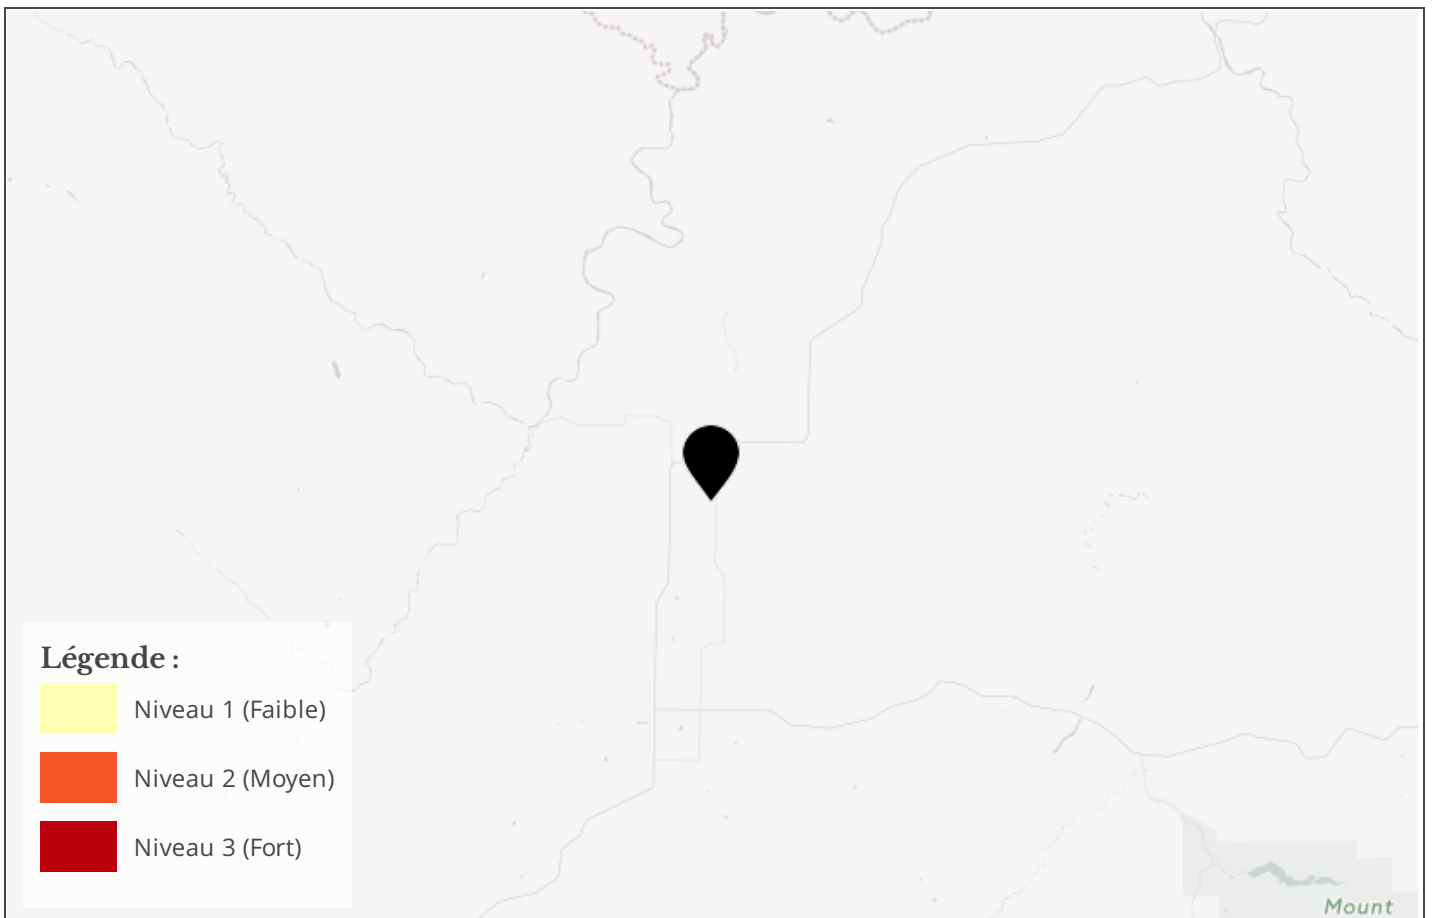 Légende :
Niveau 1 (Faible)
Niveau 2 (Moyen)
Niveau 3 (Fort)
Mount